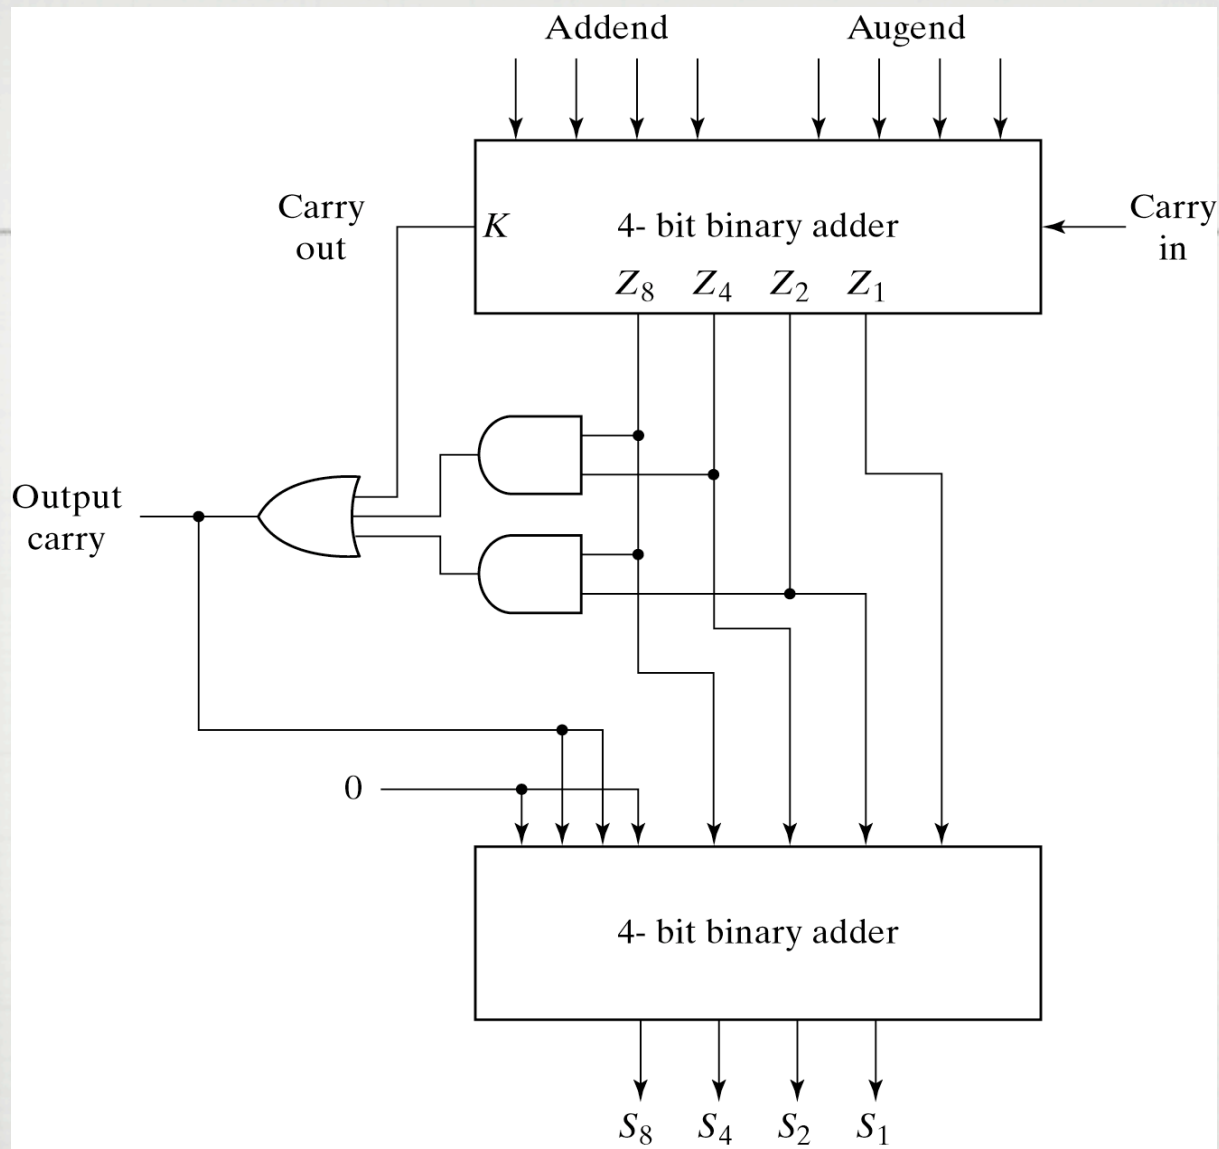 Addend Augend
Carry out
K 4- bit binary adder
Carry in
Z8 Z4 Z2 Z1
Output carry
0
4- bit binary adder
S8 S4 S2 S1